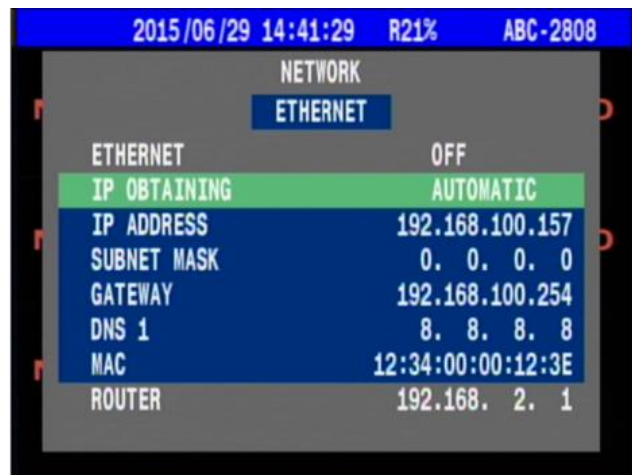 2015/06/29 14:41:29 R21% ABC-2808
NETWORK
ETHERNET
ETHERNET OFF
IP OBTAINING AUTOMATIC
IP ADDRESS 192.168.100.157
SUBNET MASK 0. 0. 0. 0
GATEWAY 192.168.100.254
DNS 1 8. 8. 8. 8
MAC 12:34:00:00:12:3E
ROUTER 192.168. 2. 1